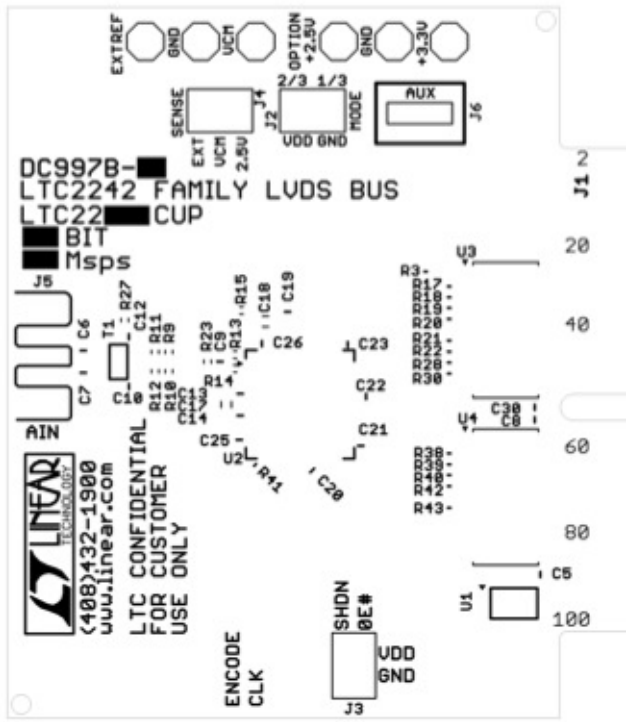 EXTREF
GND
VCM
OPTION
+2.5V
GND
+3.3V
SENSE
J4
EXT
VCM
2.5V
2/3 1/3
J2
MODE
VDD GND
AUX
J6
DC997B-
LTC2242 FAMILY LVDS BUS
LTC22 CUP
BIT
Msps
2
J1
20
40
60
80
100
J5
AIN
C6
C7
T1
R27
C12
C10
R11
R9
R12
R10
R23
C9
R13
R14
R15
C18
C19
C26
C23
C22
C21
C20
C25
C14
U2
R41
R3
R17
R18
R19
R20
R21
R22
R28
R30
U3
C30
C8
U4
R38
R39
R40
R42
R43
C5
U1
LINEAR
TECHNOLOGY
(408)432-1900
www.linear.com
LTC CONFIDENTIAL
FOR CUSTOMER
USE ONLY
ENCODE
CLK
SHDN
OE#
VDD
GND
J3